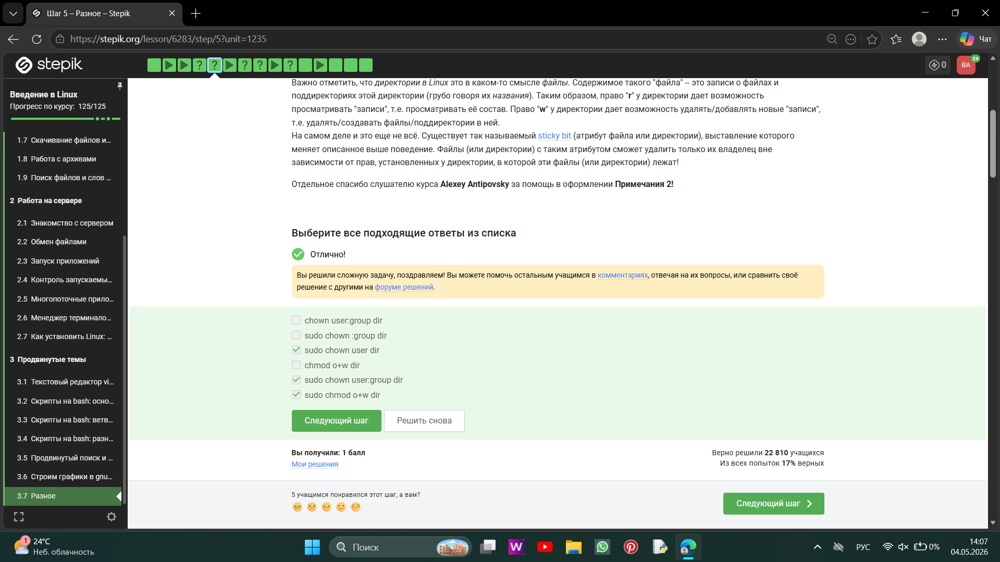 Шаг 5 – Разное – Stepik
https://stepik.org/lesson/6283/step/5?unit=1235
Чат
stepik
? ? ? ? ?
0
ВА
24
Введение в Linux
Прогресс по курсу: 125/125
1.7 Скачивание файлов и...
1.8 Работа с архивами
1.9 Поиск файлов и слов ...
2 Работа на сервере
2.1 Знакомство с сервером
2.2 Обмен файлами
2.3 Запуск приложений
2.4 Контроль запускаемы...
2.5 Многопоточные прило...
2.6 Менеджер терминало...
2.7 Как установить Linux: ...
3 Продвинутые темы
3.1 Текстовый редактор vi...
3.2 Скрипты на bash: осно...
3.3 Скрипты на bash: ветв...
3.4 Скрипты на bash: разн...
3.5 Продвинутый поиск и ...
3.6 Строим графики в gnu...
3.7 Разное
Важно отметить, что директории в Linux это в каком-то смысле файлы. Содержимое такого "файла" -- это записи о файлах и
поддиректориях этой директории (грубо говоря их названия). Таким образом, право "r" у директории дает возможность
просматривать "записи", т.е. просматривать её состав. Право "w" у директории дает возможность удалять/добавлять новые "записи",
т.е. удалять/создавать файлы/поддиректории в ней.
На самом деле и это еще не всё. Существует так называемый sticky bit (атрибут файла или директории), выставление которого
меняет описанное выше поведение. Файлы (или директории) с таким атрибутом сможет удалить только их владелец вне
зависимости от прав, установленных у директории, в которой эти файлы (или директории) лежат!
Отдельное спасибо слушателю курса Alexey Antipovsky за помощь в оформлении Примечания 2!
Выберите все подходящие ответы из списка
Отлично!
Вы решили сложную задачу, поздравляем! Вы можете помочь остальным учащимся в комментариях, отвечая на их вопросы, или сравнить своё
решение с другими на форуме решений.
chown user:group dir
sudo chown :group dir
sudo chown user dir
chmod o+w dir
sudo chown user:group dir
sudo chmod o+w dir
Следующий шаг
Решить снова
Вы получили: 1 балл
Мои решения
Верно решили 22 810 учащихся
Из всех попыток 17% верных
5 учащимся понравился этот шаг, а вам?
Следующий шаг
1
24°C
Неб. облачность
Поиск
W
РУС
0%
14:07
04.05.2026